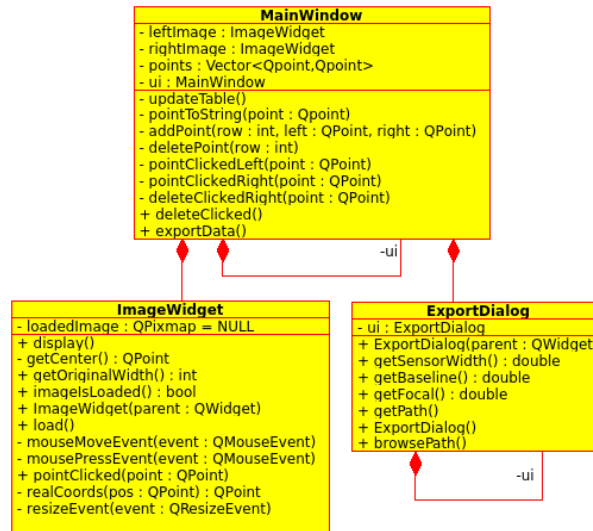 MainWindow
- leftImage : ImageWidget
- rightImage : ImageWidget
- points : Vector<Qpoint,Qpoint>
- ui : MainWindow
- updateTable()
- pointToString(point : Qpoint)
- addPoint(row : int, left : QPoint, right : QPoint)
- deletePoint(row : int)
- pointClickedLeft(point : QPoint)
- pointClickedRight(point : QPoint)
- deleteClickedRight(point : QPoint)
+ deleteClicked()
+ exportData()
-ui
ImageWidget
- loadedImage : QPixmap = NULL
+ display()
- getCenter() : QPoint
+ getOriginalWidth() : int
+ imageIsLoaded() : bool
+ ImageWidget(parent : QWidget)
+ load()
- mouseMoveEvent(event : QMouseEvent)
- mousePressEvent(event : QMouseEvent)
+ pointClicked(point : QPoint)
- realCoords(pos : QPoint) : QPoint
- resizeEvent(event : QResizeEvent)
ExportDialog
- ui : ExportDialog
+ ExportDialog(parent : QWidget
+ getSensorWidth() : double
+ getBaseline() : double
+ getFocal() : double
+ getPath()
+ ExportDialog()
+ browsePath()
-ui